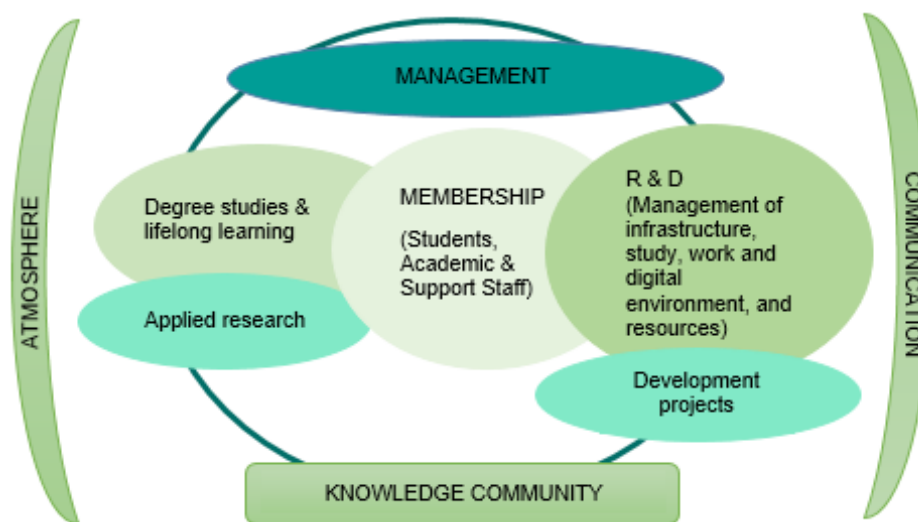 MANAGEMENT
ATMOSPHERE
Degree studies &
lifelong learning
Applied research
MEMBERSHIP
(Students,
Academic &
Support Staff)
R & D
(Management of
infrastructure,
study, work and
digital
environment, and
resources)
Development
projects
COMMUNICATION
KNOWLEDGE COMMUNITY